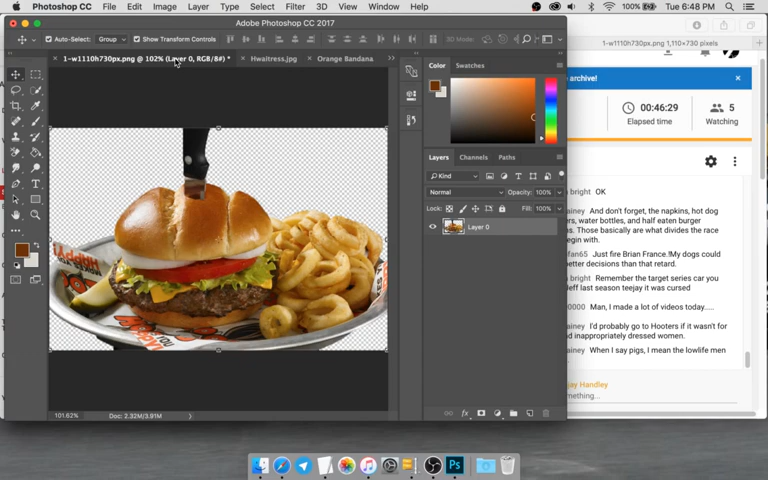 Photoshop CC File Edit Image Layer Type Select Filter 3D View Window Help 100% Tue 6:48 PM
Adobe Photoshop CC 2017
Auto-Select: Group Show Transform Controls 3D Mode:
1-w1110h730px.png @ 102% (Layer 0, RGB/8#) * Hwaitress.jpg Orange Bandana
1-w1110h730px.png 1,110×730 pixels
Color Swatches
archive!
00:46:29
Elapsed time
5
Watching
Layers Channels Paths
Kind
Normal Opacity: 100%
Lock: Fill: 100%
Layer 0
bright OK
ainey And don't forget, the napkins, hot dog
ers, water bottles, and half eaten burger
Those basically are what divides the race
egin with.
fan65 Just fire Brian France.!My dogs could
better decisions than that retard.
bright Remember the target series car you
Jeff last season teejay it was cursed
0000 Man, I made a lot of videos today.....
ainey I'd probably go to Hooters if it wasn't for
d inappropriately dressed women.
ainey When I say pigs, I mean the lowlife men
jay Handley
mething...
101.62% Doc: 2.32M/3.91M
Ps